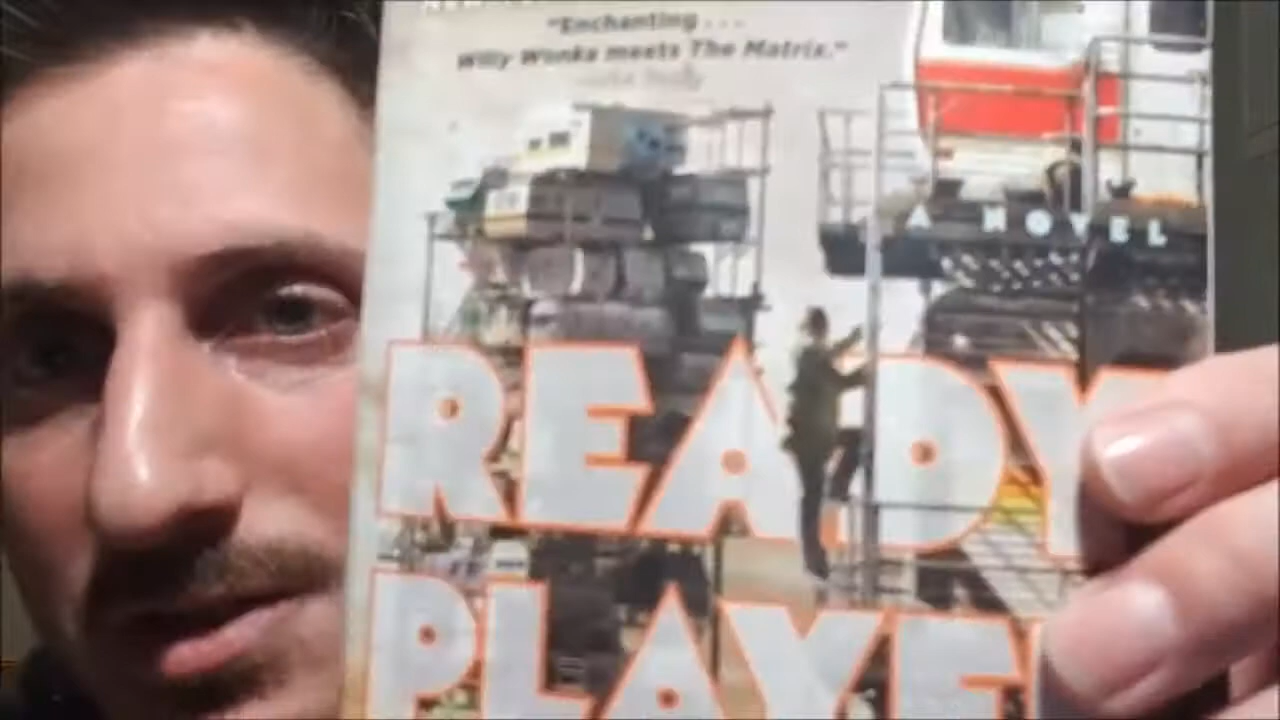 "Enchanting . . .
Willy Wonka meets The Matrix."
A NOVEL
READY
PLAYE